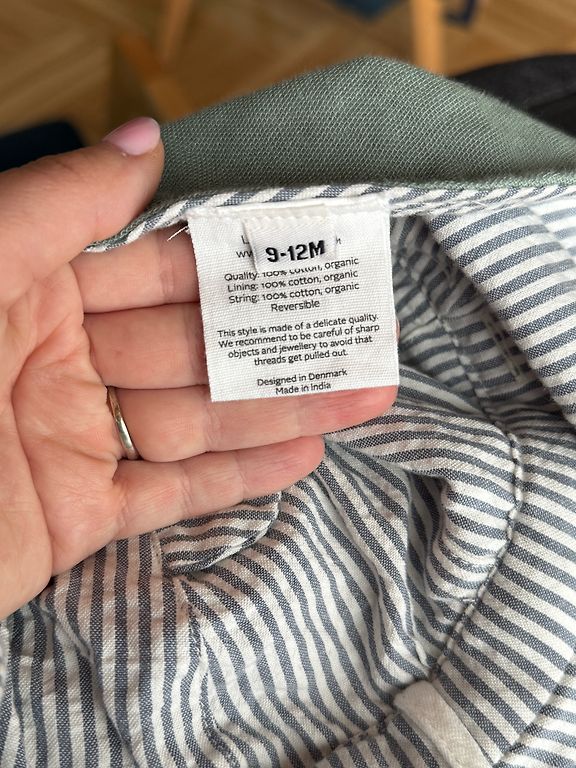 9-12M
Quality: 100% cotton, organic
Lining: 100% cotton, organic
String: 100% cotton, organic
Reversible
This style is made of a delicate quality.
We recommend to be careful of sharp
objects and jewellery to avoid that
threads get pulled out.
Designed in Denmark
Made in India